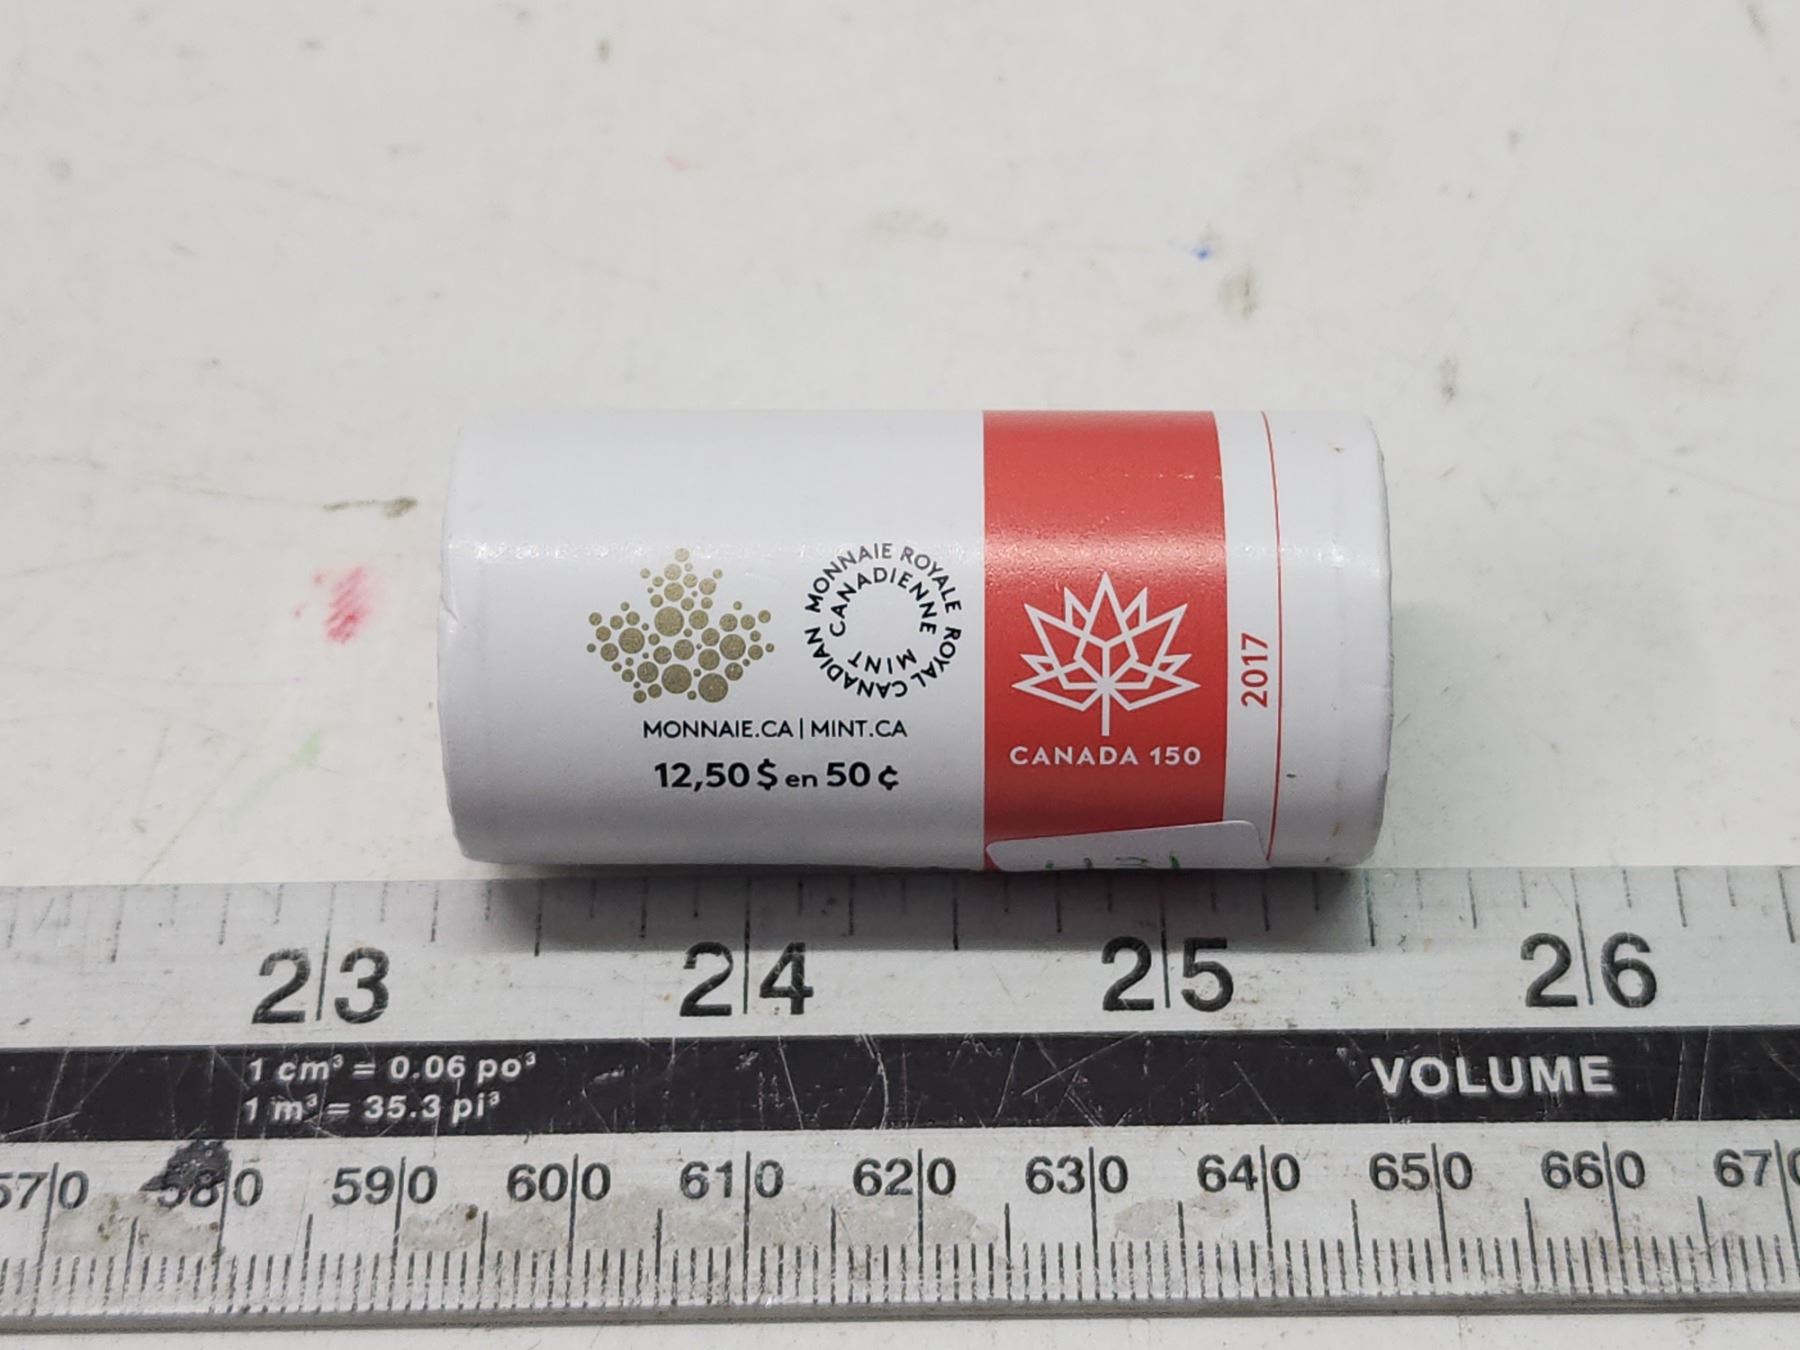 MONNAIE ROYALE CANADIENNE
ROYAL CANADIAN MINT
MONNAIE.CA | MINT.CA
12,50 $ en 50 ¢
CANADA 150
2017
23 24 25 26
1 cm³ = 0.06 po³
1 m³ = 35.3 pi³
VOLUME
570 580 590 600 610 620 630 640 650 660 670